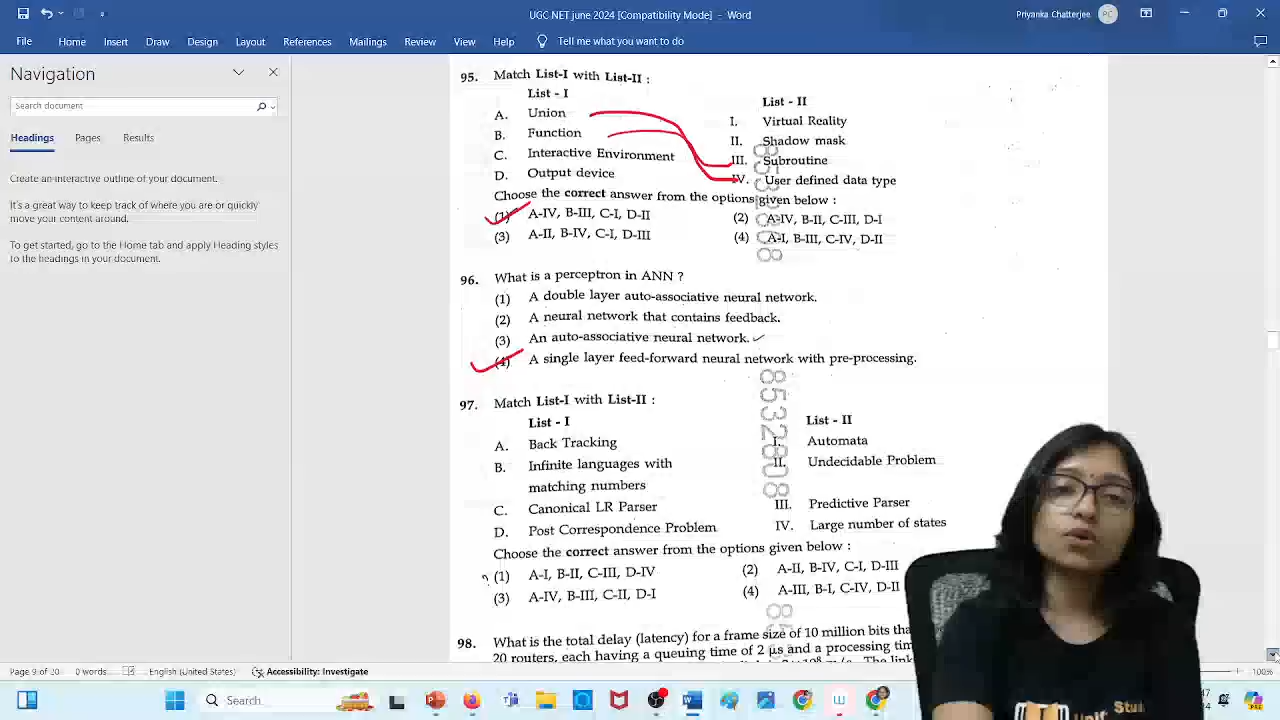 UGC NET june 2024 [Compatibility Mode] - Word
Priyanka Chatterjee
File Home Insert Draw Design Layout References Mailings Review View Help Tell me what you want to do
Navigation
Search document
Headings Pages Results
Create an interactive outline of your document.
It's a great way to keep track of where you are or quickly
move your content around.
To get started, go to the Home tab and apply Heading styles
to the headings in your document.
95. Match List-I with List-II :
List - I List - II
A. Union I. Virtual Reality
B. Function II. Shadow mask
C. Interactive Environment III. Subroutine
D. Output device IV. User defined data type
Choose the correct answer from the options given below :
(1) A-IV, B-III, C-I, D-II (2) A-IV, B-II, C-III, D-I
(3) A-II, B-IV, C-I, D-III (4) A-I, B-III, C-IV, D-II
96. What is a perceptron in ANN ?
(1) A double layer auto-associative neural network.
(2) A neural network that contains feedback.
(3) An auto-associative neural network.
(4) A single layer feed-forward neural network with pre-processing.
97. Match List-I with List-II :
List - I List - II
A. Back Tracking I. Automata
B. Infinite languages with II. Undecidable Problem
matching numbers
C. Canonical LR Parser III. Predictive Parser
D. Post Correspondence Problem IV. Large number of states
Choose the correct answer from the options given below :
(1) A-I, B-II, C-III, D-IV (2) A-II, B-IV, C-I, D-III
(3) A-IV, B-III, C-II, D-I (4) A-III, B-I, C-IV, D-II
98. What is the total delay (latency) for a frame size of 10 million bits
20 routers, each having a queuing time of 2 µs and a processing
Page 9 of 20 0 words English (United States) Accessibility: Investigate 100%
Search